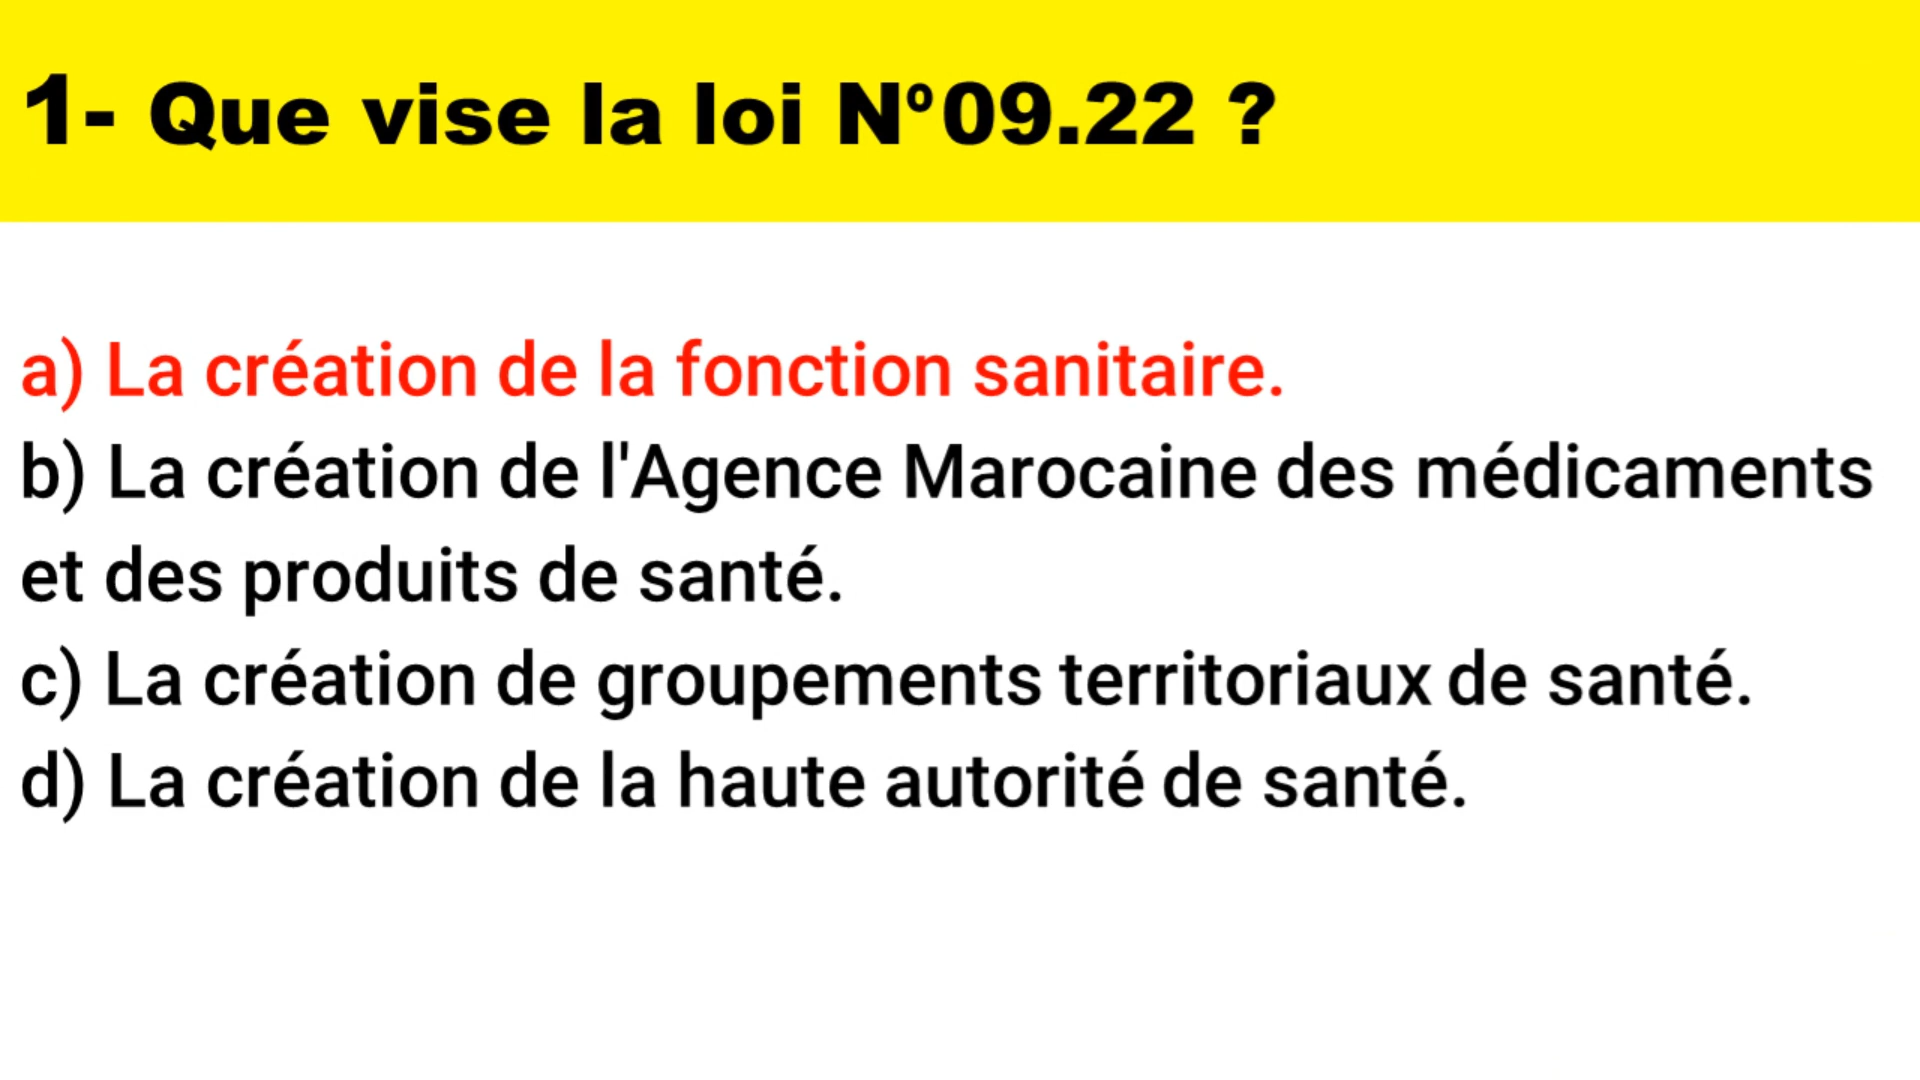 1- Que vise la loi N°09.22 ?
a) La création de la fonction sanitaire.
b) La création de l'Agence Marocaine des médicaments
et des produits de santé.
c) La création de groupements territoriaux de santé.
d) La création de la haute autorité de santé.